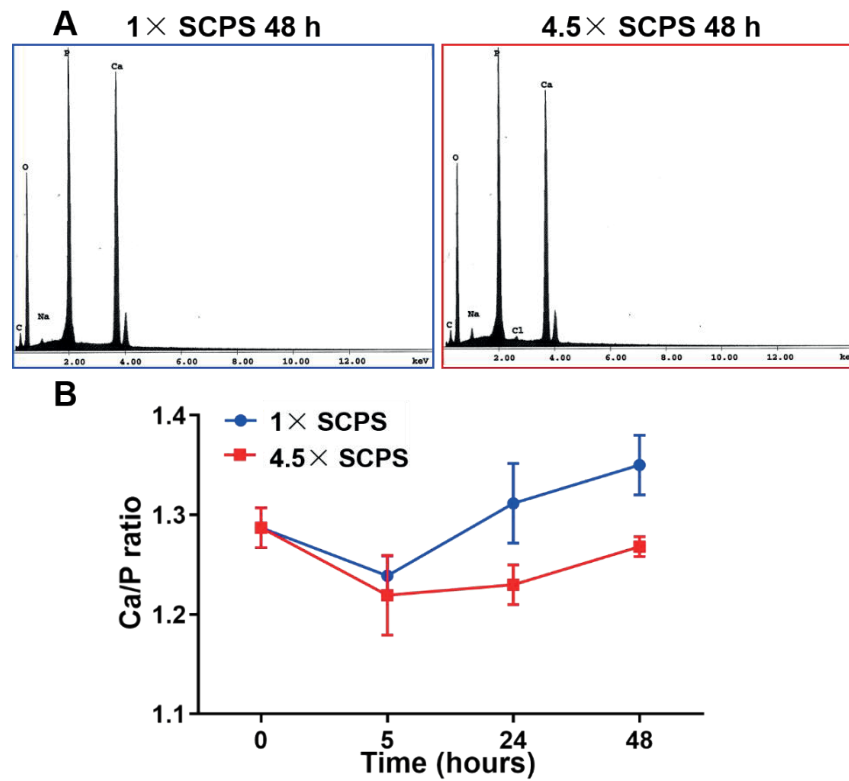 A
1× SCPS 48 h
4.5× SCPS 48 h
P
Ca
O
C
Na
2.00 4.00 6.00 8.00 10.00 12.00 keV
P
Ca
O
C
Na
Cl
2.00 4.00 6.00 8.00 10.00 12.00 ke
B
1× SCPS
4.5× SCPS
Ca/P ratio
1.4
1.3
1.2
1.1
0 5 24 48
Time (hours)